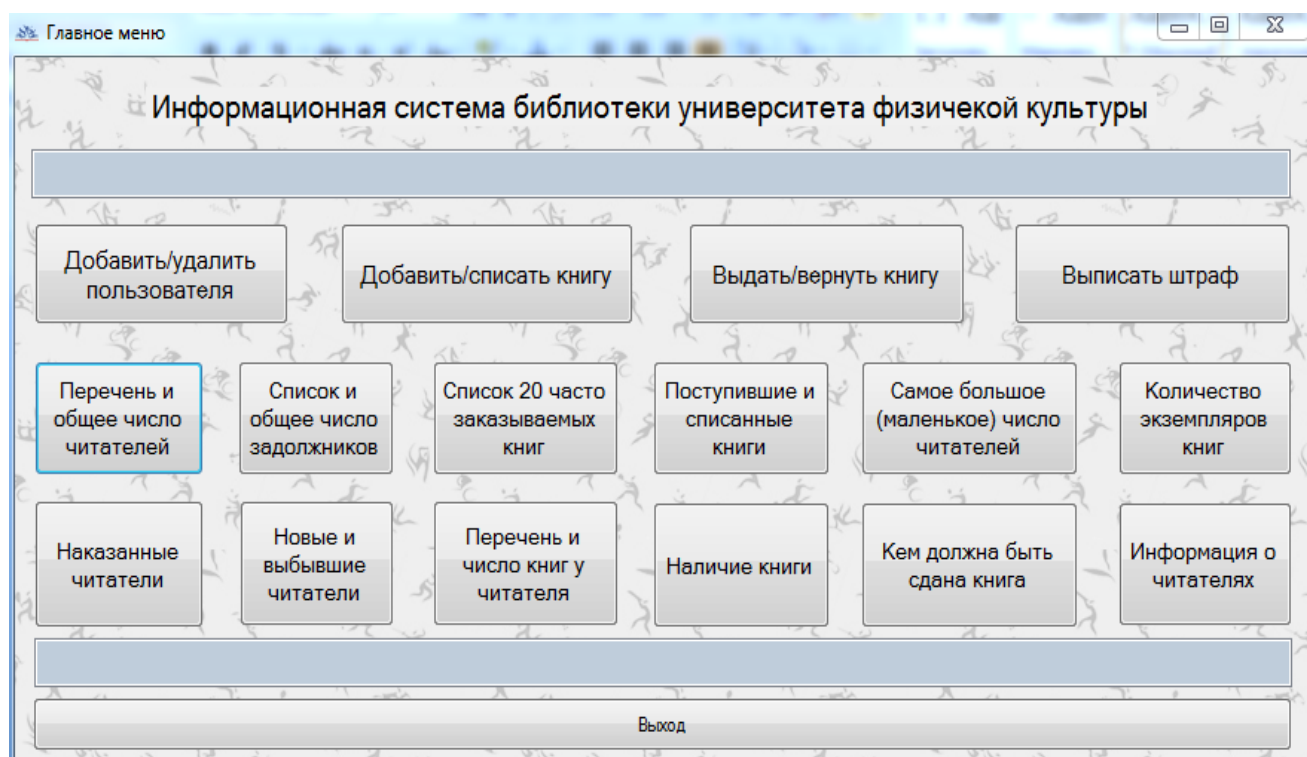 Главное меню
Информационная система библиотеки университета физичекой культуры
Добавить/удалить
пользователя
Добавить/списать книгу
Выдать/вернуть книгу
Выписать штраф
Перечень и
общее число
читателей
Список и
общее число
задолжников
Список 20 часто
заказываемых
книг
Поступившие и
списанные
книги
Самое большое
(маленькое) число
читателей
Количество
экземпляров
книг
Наказанные
читатели
Новые и
выбывшие
читатели
Перечень и
число книг у
читателя
Наличие книги
Кем должна быть
сдана книга
Информация о
читателях
Выход